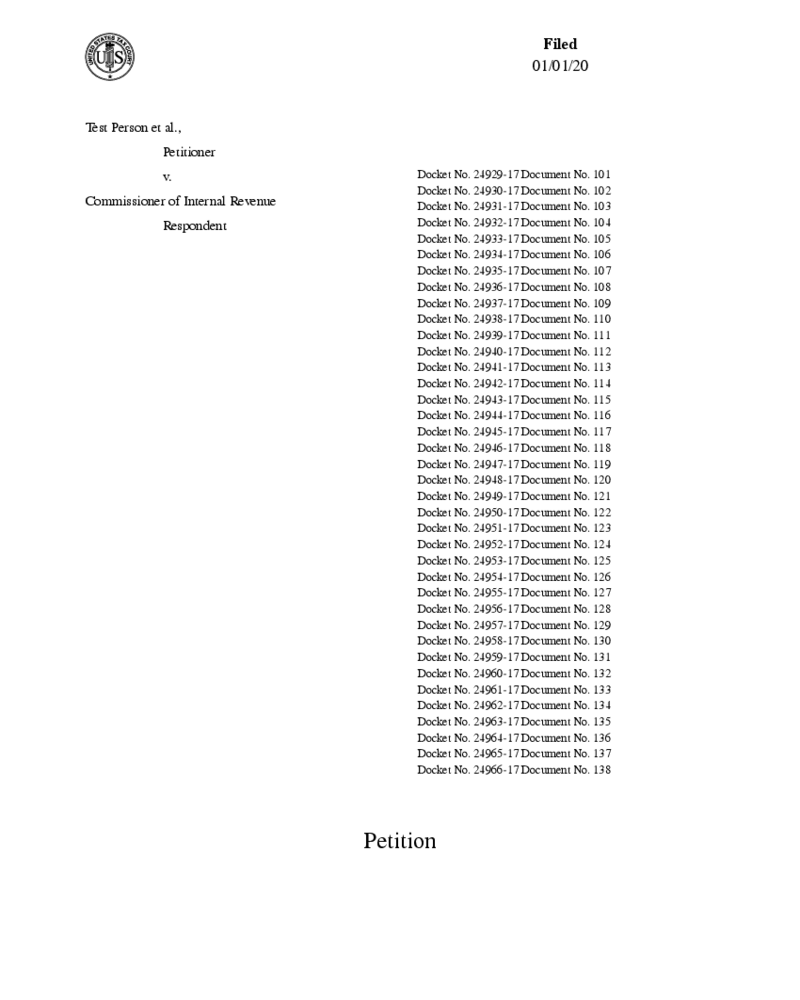 UNITED STATES TAX COURT
US
Filed
01/01/20
Test Person et al.,
Petitioner
v.
Commissioner of Internal Revenue
Respondent
Docket No. 24929-17 Document No. 101
Docket No. 24930-17 Document No. 102
Docket No. 24931-17 Document No. 103
Docket No. 24932-17 Document No. 104
Docket No. 24933-17 Document No. 105
Docket No. 24934-17 Document No. 106
Docket No. 24935-17 Document No. 107
Docket No. 24936-17 Document No. 108
Docket No. 24937-17 Document No. 109
Docket No. 24938-17 Document No. 110
Docket No. 24939-17 Document No. 111
Docket No. 24940-17 Document No. 112
Docket No. 24941-17 Document No. 113
Docket No. 24942-17 Document No. 114
Docket No. 24943-17 Document No. 115
Docket No. 24944-17 Document No. 116
Docket No. 24945-17 Document No. 117
Docket No. 24946-17 Document No. 118
Docket No. 24947-17 Document No. 119
Docket No. 24948-17 Document No. 120
Docket No. 24949-17 Document No. 121
Docket No. 24950-17 Document No. 122
Docket No. 24951-17 Document No. 123
Docket No. 24952-17 Document No. 124
Docket No. 24953-17 Document No. 125
Docket No. 24954-17 Document No. 126
Docket No. 24955-17 Document No. 127
Docket No. 24956-17 Document No. 128
Docket No. 24957-17 Document No. 129
Docket No. 24958-17 Document No. 130
Docket No. 24959-17 Document No. 131
Docket No. 24960-17 Document No. 132
Docket No. 24961-17 Document No. 133
Docket No. 24962-17 Document No. 134
Docket No. 24963-17 Document No. 135
Docket No. 24964-17 Document No. 136
Docket No. 24965-17 Document No. 137
Docket No. 24966-17 Document No. 138
Petition